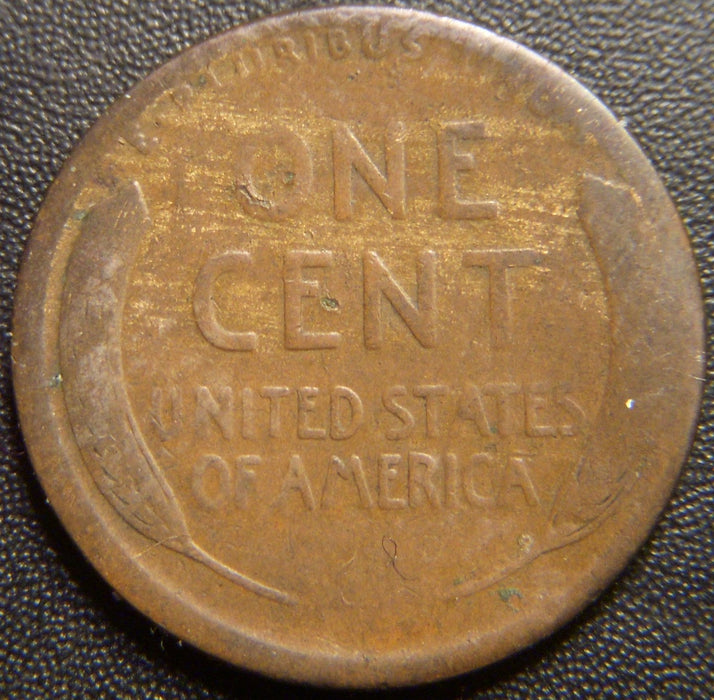 PLURIBUS
ONE
CENT
UNITED STATES
OF AMERICA